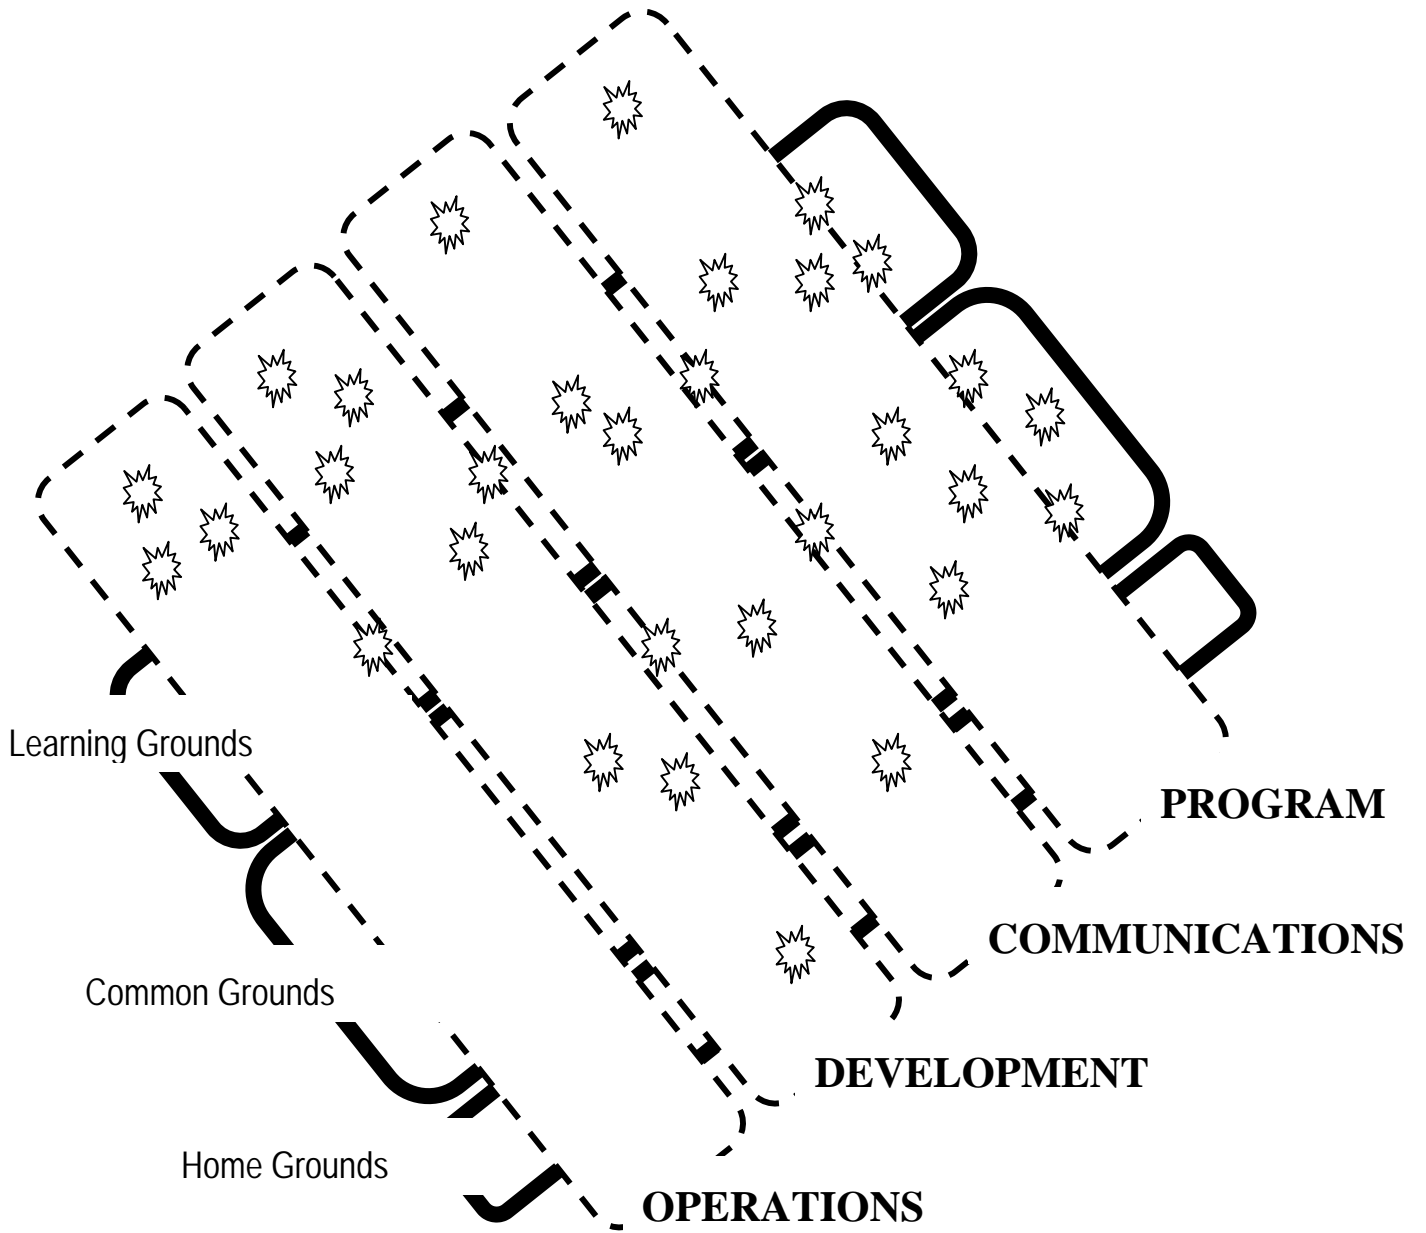 Learning Grounds
PROGRAM
COMMUNICATIONS
Common Grounds
DEVELOPMENT
Home Grounds
OPERATIONS